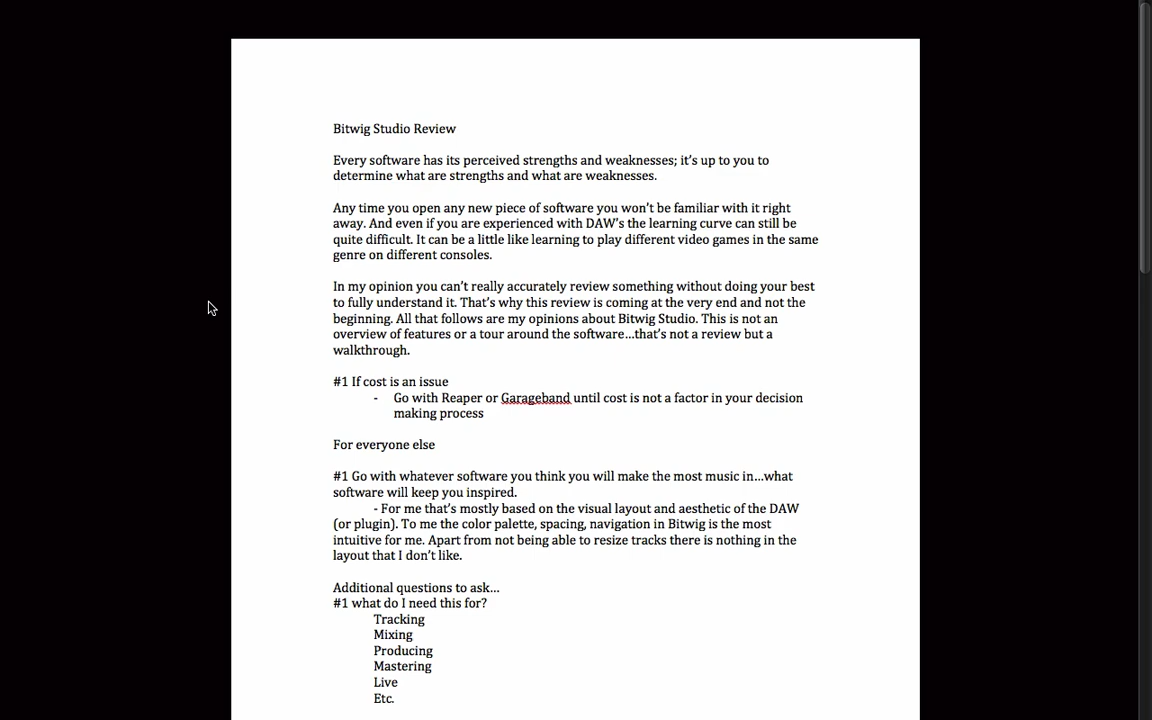 Bitwig Studio Review
Every software has its perceived strengths and weaknesses; it's up to you to
determine what are strengths and what are weaknesses.
Any time you open any new piece of software you won't be familiar with it right
away. And even if you are experienced with DAW's the learning curve can still be
quite difficult. It can be a little like learning to play different video games in the same
genre on different consoles.
In my opinion you can't really accurately review something without doing your best
to fully understand it. That's why this review is coming at the very end and not the
beginning. All that follows are my opinions about Bitwig Studio. This is not an
overview of features or a tour around the software…that's not a review but a
walkthrough.
#1 If cost is an issue
- Go with Reaper or Garageband until cost is not a factor in your decision
making process
For everyone else
#1 Go with whatever software you think you will make the most music in…what
software will keep you inspired.
- For me that's mostly based on the visual layout and aesthetic of the DAW
(or plugin). To me the color palette, spacing, navigation in Bitwig is the most
intuitive for me. Apart from not being able to resize tracks there is nothing in the
layout that I don't like.
Additional questions to ask…
#1 what do I need this for?
Tracking
Mixing
Producing
Mastering
Live
Etc.